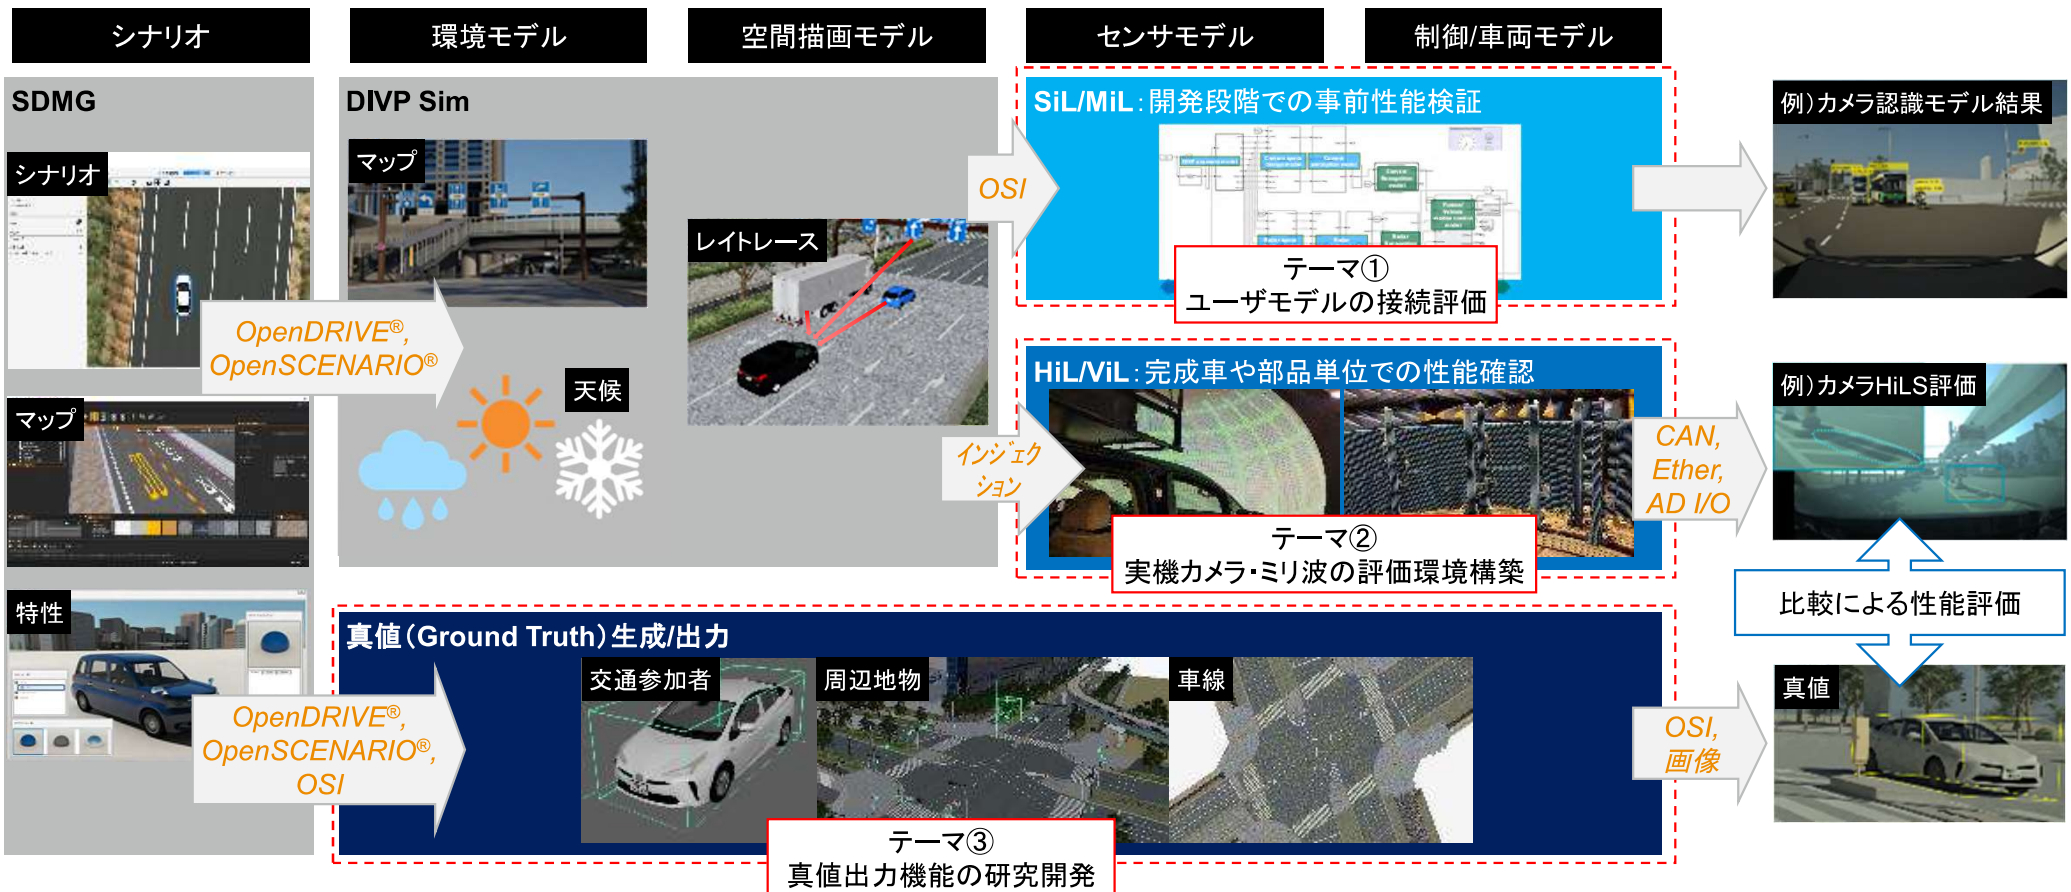 シナリオ
環境モデル
空間描画モデル
センサモデル
制御/車両モデル
SDMG
シナリオ
マップ
特性
OpenDRIVE®,
OpenSCENARIO®
OpenDRIVE®,
OpenSCENARIO®,
OSI
DIVP Sim
マップ
天候
レイトレース
OSI
インジェク
ション
SiL/MiL:開発段階での事前性能検証
テーマ①
ユーザモデルの接続評価
HiL/ViL:完成車や部品単位での性能確認
テーマ②
実機カメラ・ミリ波の評価環境構築
CAN,
Ether,
AD I/O
真値(Ground Truth)生成/出力
交通参加者
周辺地物
車線
テーマ③
真値出力機能の研究開発
OSI,
画像
例)カメラ認識モデル結果
例)カメラHiLS評価
比較による性能評価
真値